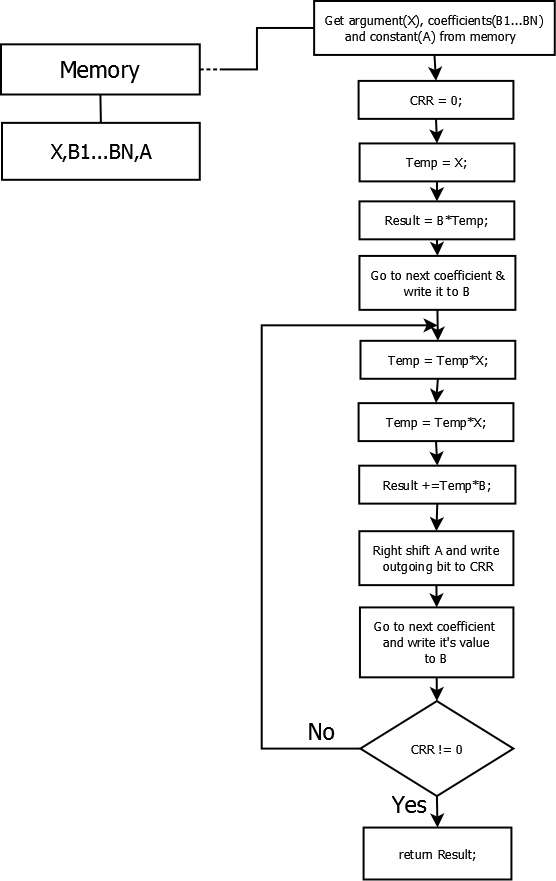 Get argument(X), coefficients(B1...BN)
and constant(A) from memory
Memory
X,B1...BN,A
CRR = 0;
Temp = X;
Result = B*Temp;
Go to next coefficient &
write it to B
Temp = Temp*X;
Temp = Temp*X;
Result +=Temp*B;
Right shift A and write
outgoing bit to CRR
Go to next coefficient
and write it's value
to B
No
CRR != 0
Yes
return Result;